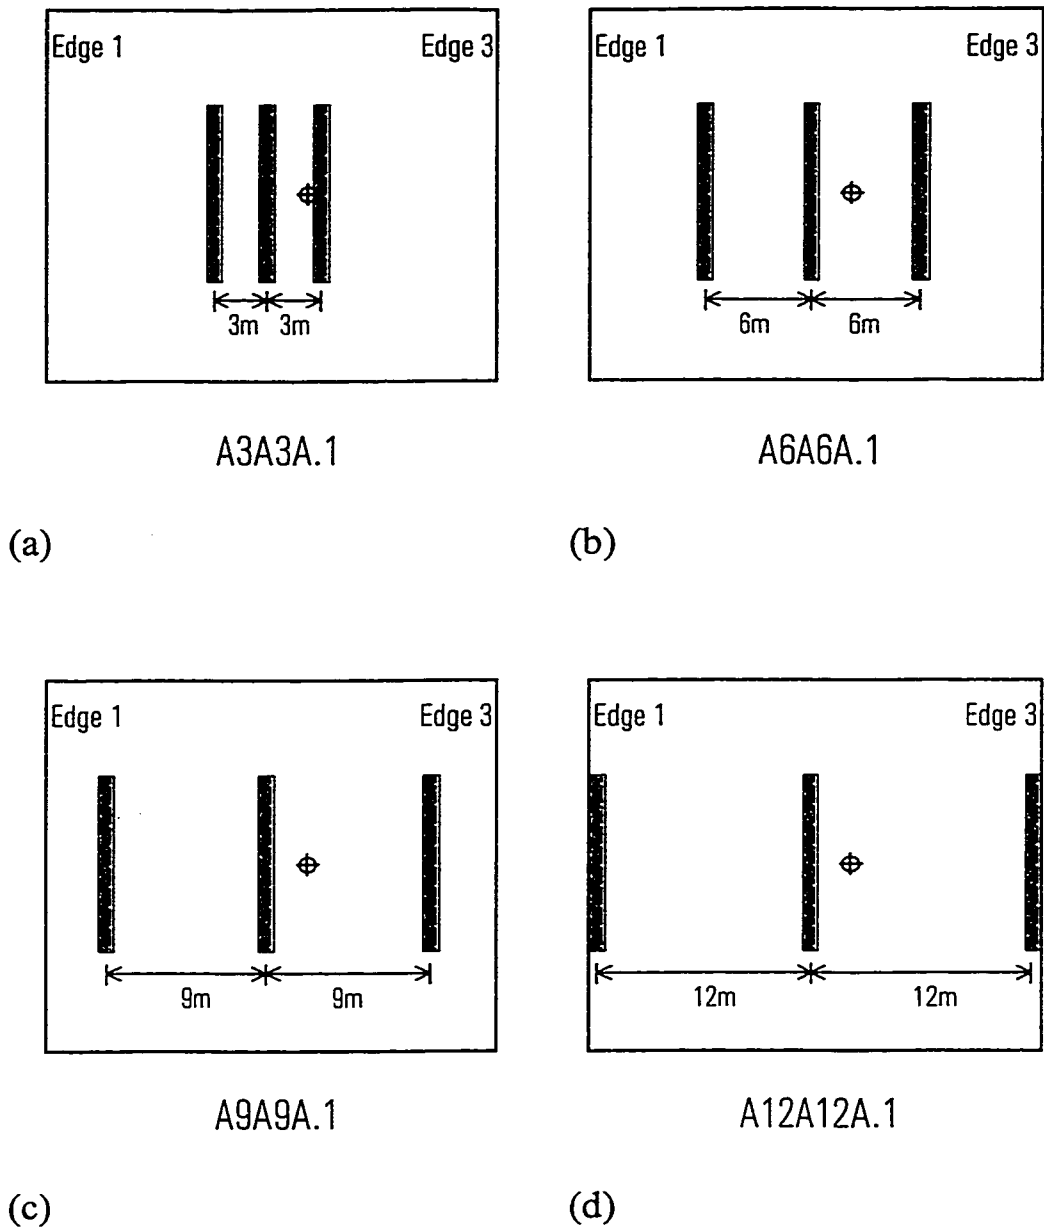 Edge 1 Edge 3
3m 3m
A3A3A.1
(a)
Edge 1 Edge 3
6m 6m
A6A6A.1
(b)
Edge 1 Edge 3
9m 9m
A9A9A.1
(c)
Edge 1 Edge 3
12m 12m
A12A12A.1
(d)